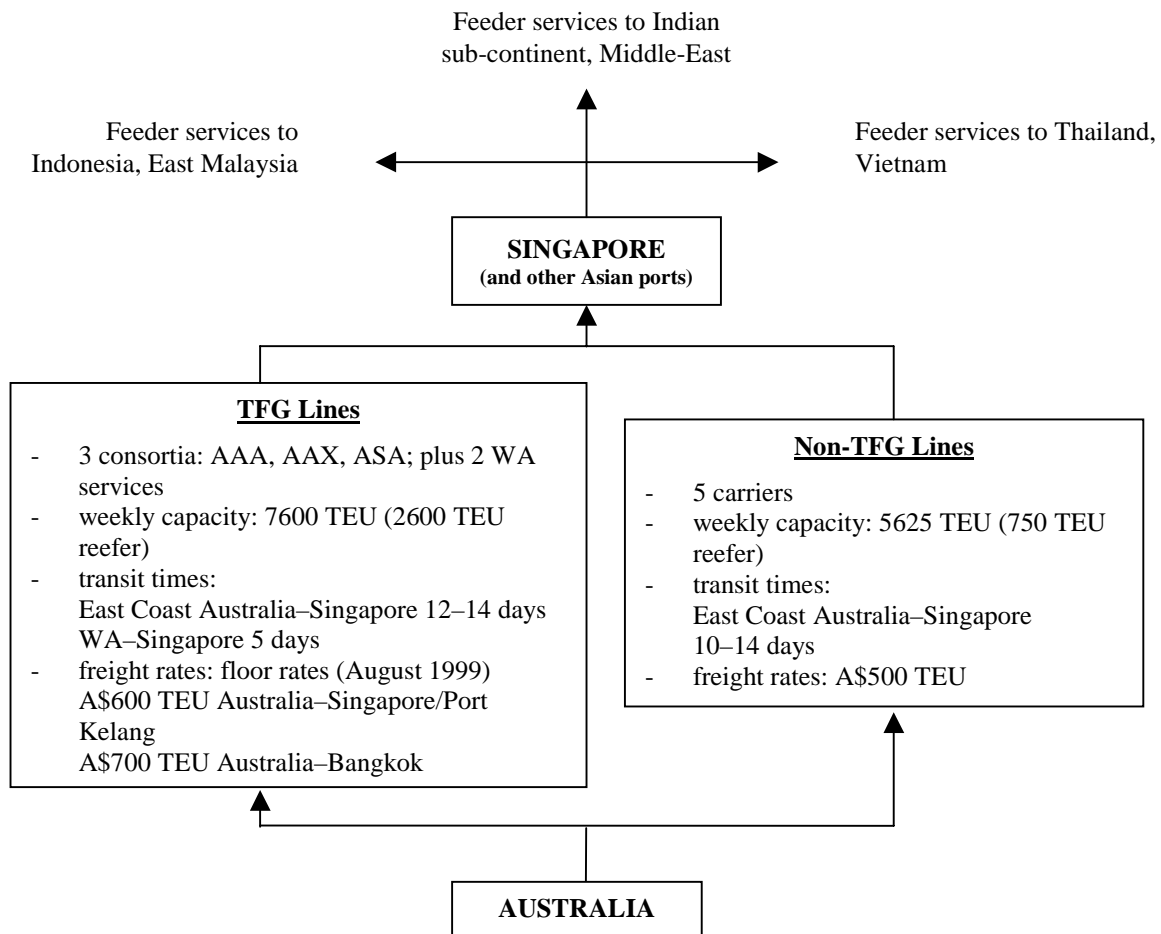 Feeder services to Indian
sub-continent, Middle-East
Feeder services to
Indonesia, East Malaysia
Feeder services to Thailand,
Vietnam
SINGAPORE
(and other Asian ports)
TFG Lines
- 3 consortia: AAA, AAX, ASA; plus 2 WA
services
- weekly capacity: 7600 TEU (2600 TEU
reefer)
- transit times:
East Coast Australia–Singapore 12–14 days
WA–Singapore 5 days
- freight rates: floor rates (August 1999)
A$600 TEU Australia–Singapore/Port
Kelang
A$700 TEU Australia–Bangkok
Non-TFG Lines
- 5 carriers
- weekly capacity: 5625 TEU (750 TEU
reefer)
- transit times:
East Coast Australia–Singapore
10–14 days
- freight rates: A$500 TEU
AUSTRALIA